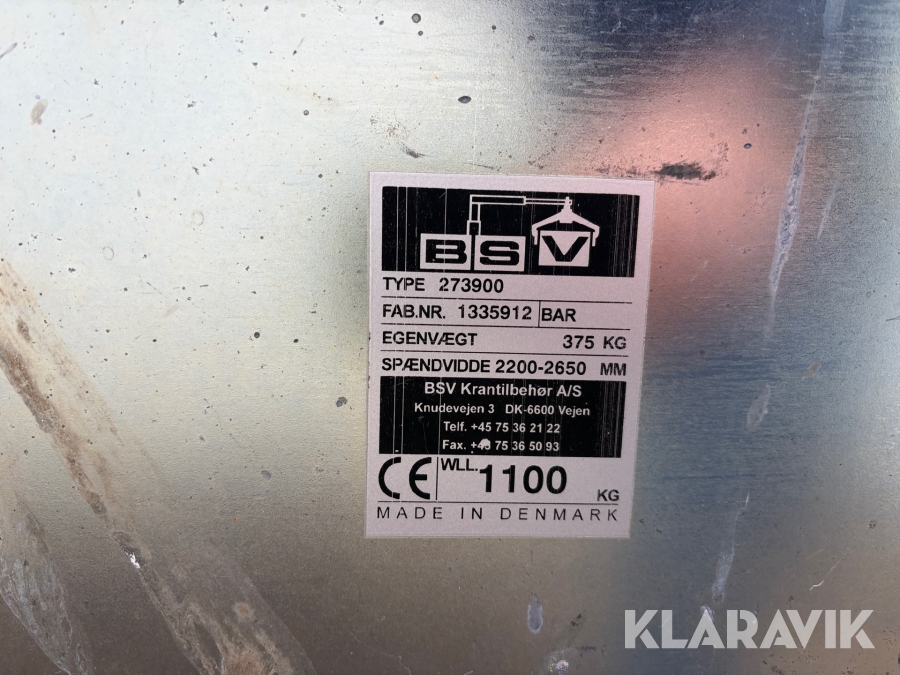 BSV
TYPE 273900
FAB.NR. 1335912 BAR
EGENVÆGT 375 KG
SPÆNDVIDDE 2200-2650 MM
BSV Krantilbehør A/S
Knudevejen 3 DK-6600 Vejen
Telf. +45 75 36 21 22
Fax. +45 75 36 50 93
CE WLL. 1100 KG
MADE IN DENMARK
KLARAVIK